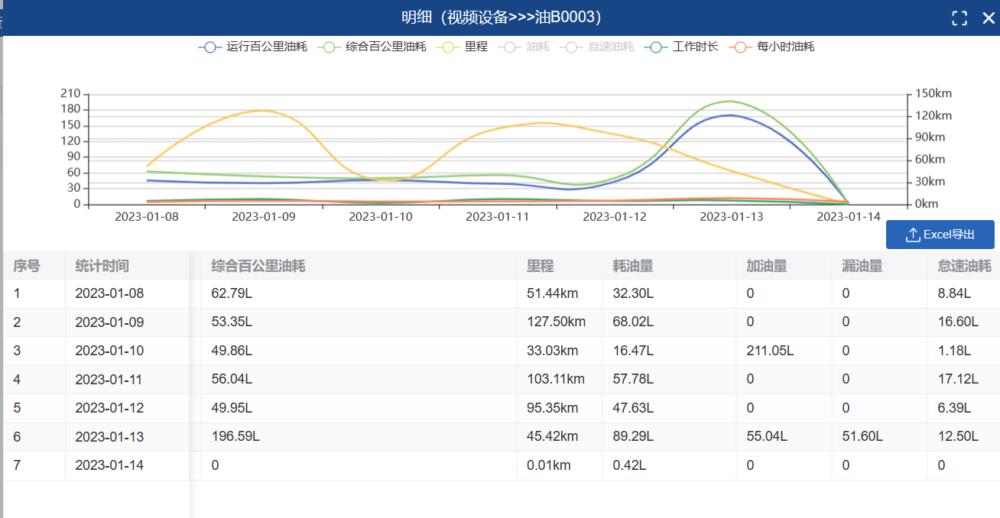 明细（视频设备>>>油B0003）
运行百公里油耗 综合百公里油耗 里程 油耗 怠速油耗 工作时长 每小时油耗
210 150km
180
150 120km
120 90km
90
60 60km
30 30km
0 0km
2023-01-08 2023-01-09 2023-01-10 2023-01-11 2023-01-12 2023-01-13 2023-01-14
Excel导出
序号 统计时间 综合百公里油耗 里程 耗油量 加油量 漏油量 怠速油耗
1 2023-01-08 62.79L 51.44km 32.30L 0 0 8.84L
2 2023-01-09 53.35L 127.50km 68.02L 0 0 16.60L
3 2023-01-10 49.86L 33.03km 16.47L 211.05L 0 1.18L
4 2023-01-11 56.04L 103.11km 57.78L 0 0 17.12L
5 2023-01-12 49.95L 95.35km 47.63L 0 0 6.39L
6 2023-01-13 196.59L 45.42km 89.29L 55.04L 51.60L 12.50L
7 2023-01-14 0 0.01km 0.42L 0 0 0